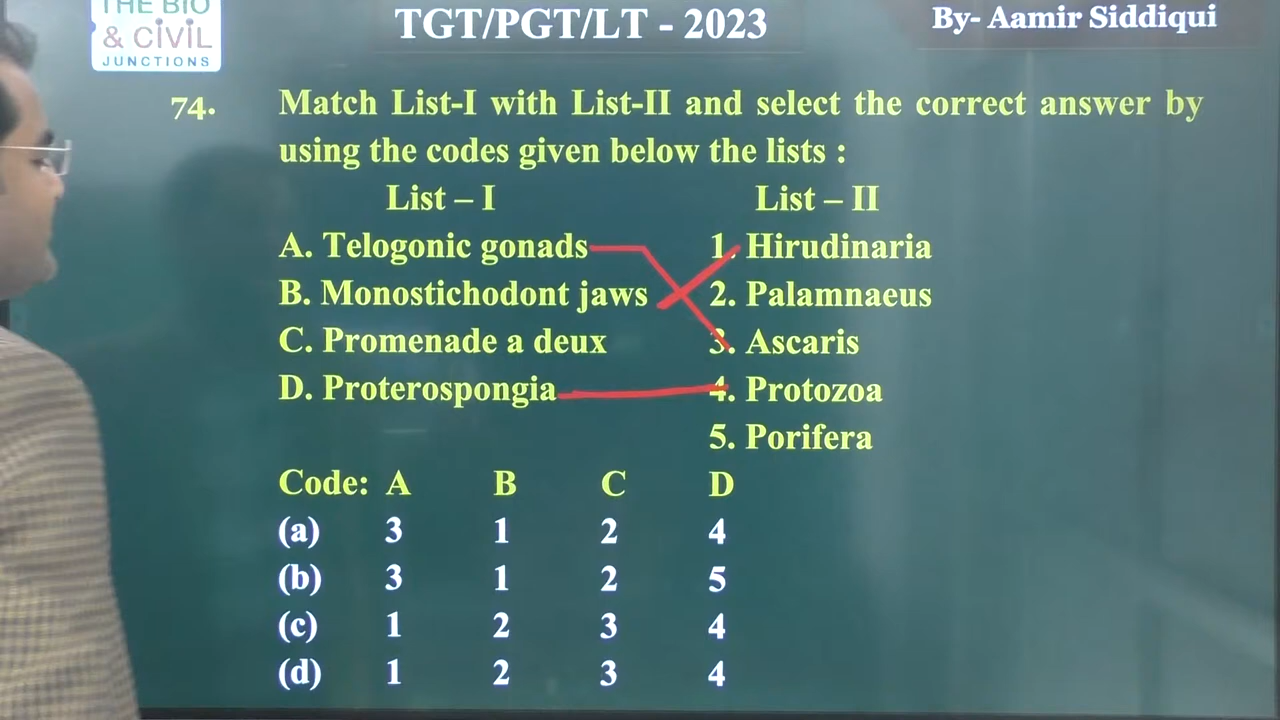 THE BIO
& CIVIL
JUNCTIONS
TGT/PGT/LT - 2023
By- Aamir Siddiqui
74. Match List-I with List-II and select the correct answer by
using the codes given below the lists :
List – I List – II
A. Telogonic gonads 1. Hirudinaria
B. Monostichodont jaws 2. Palamnaeus
C. Promenade a deux 3. Ascaris
D. Proterospongia 4. Protozoa
5. Porifera
Code: A B C D
(a) 3 1 2 4
(b) 3 1 2 5
(c) 1 2 3 4
(d) 1 2 3 4